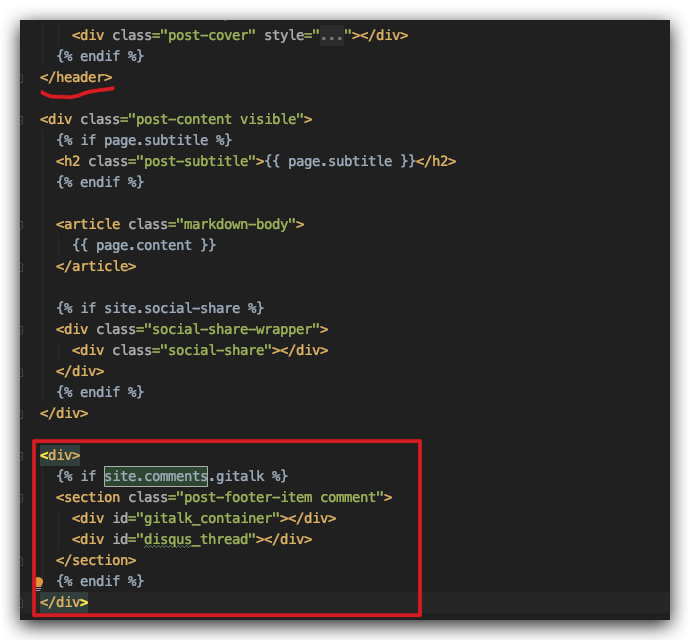 <div class="post-cover" style="..."></div>
{% endif %}
</header>
<div class="post-content visible">
{% if page.subtitle %}
<h2 class="post-subtitle">{{ page.subtitle }}</h2>
{% endif %}
<article class="markdown-body">
{{ page.content }}
</article>
{% if site.social-share %}
<div class="social-share-wrapper">
<div class="social-share"></div>
</div>
{% endif %}
</div>
<div>
{% if site.comments.gitalk %}
<section class="post-footer-item comment">
<div id="gitalk_container"></div>
<div id="disqus_thread"></div>
</section>
{% endif %}
</div>